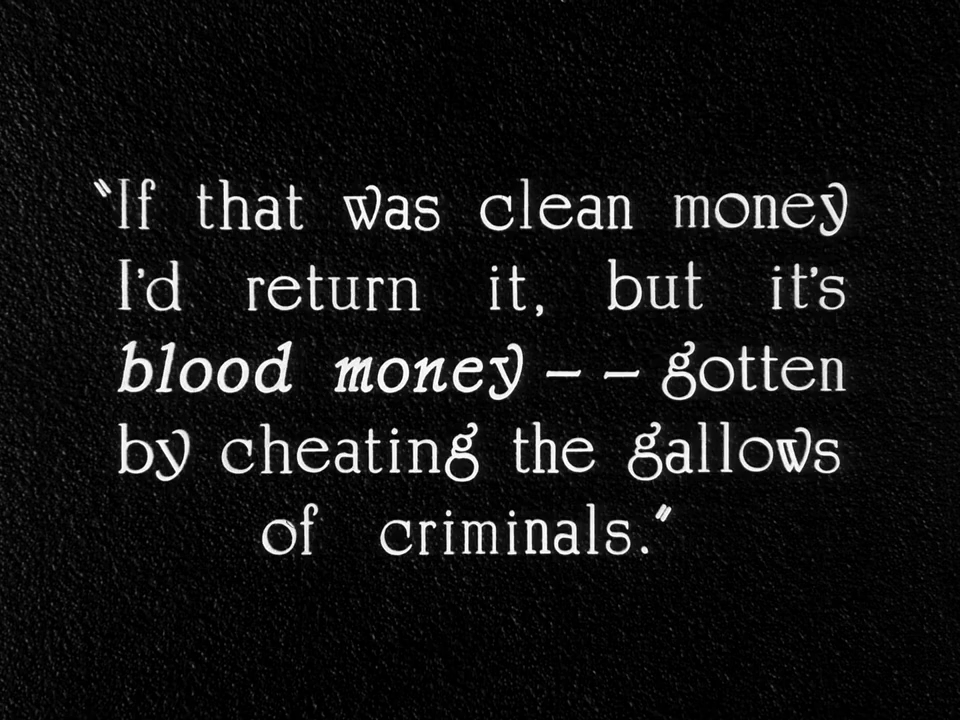 "If that was clean money
I'd return it, but it's
blood money -- gotten
by cheating the gallows
of criminals."